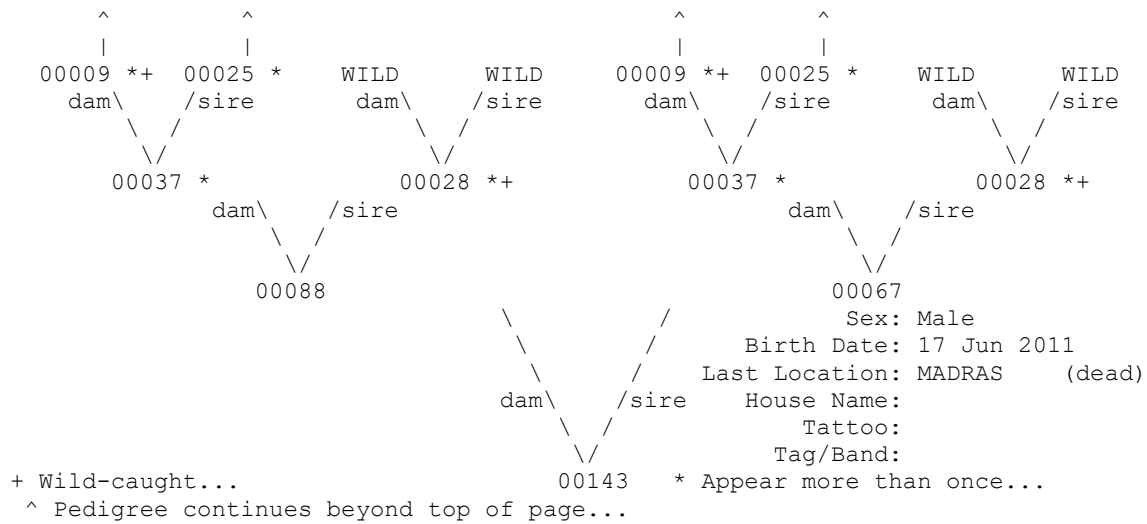 ^ ^ ^ ^
| | | |
00009 *+ 00025 * WILD WILD 00009 *+ 00025 * WILD WILD
dam\ /sire dam\ /sire dam\ /sire dam\ /sire
\ / \ / \ / \ /
\/ \/ \/ \/
00037 * 00028 *+ 00037 * 00028 *+
dam\ /sire dam\ /sire
\ / \ /
\/ \/
00088 00067
\ / Sex: Male
\ / Birth Date: 17 Jun 2011
\ / Last Location: MADRAS (dead)
dam\ /sire House Name:
\ / Tattoo:
\/ Tag/Band:
+ Wild-caught... 00143 * Appear more than once...
^ Pedigree continues beyond top of page...